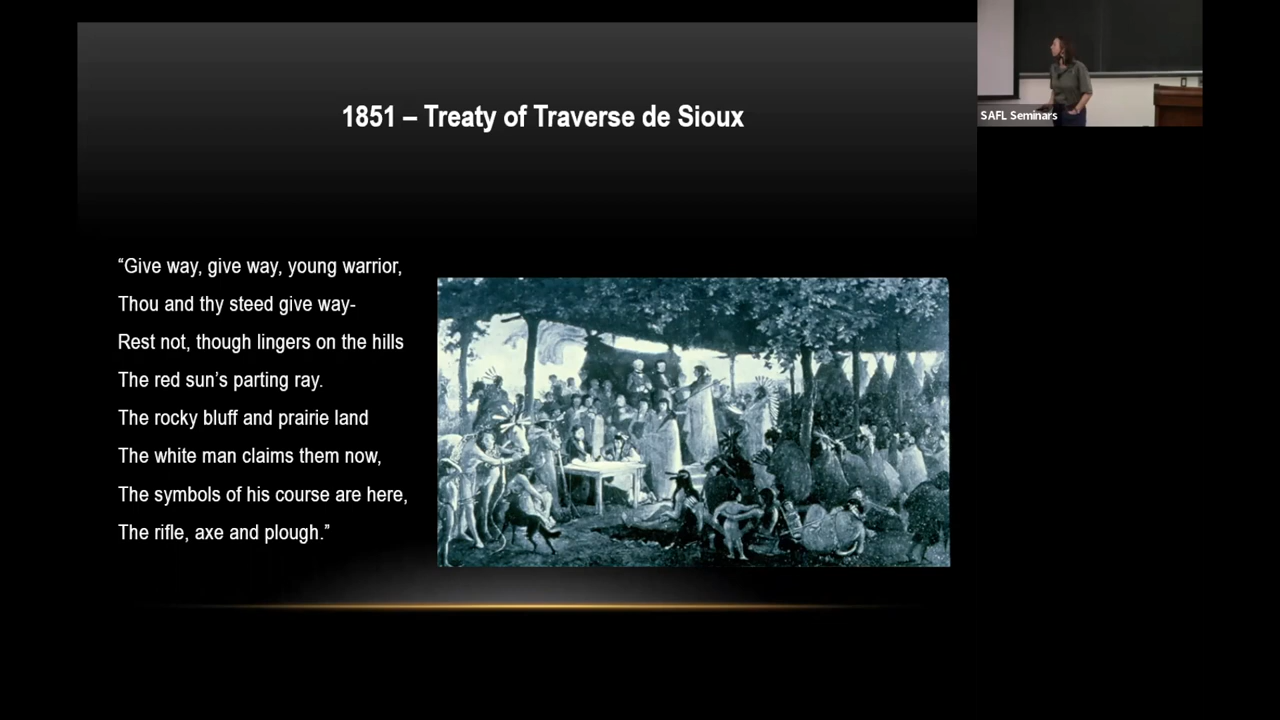 1851 – Treaty of Traverse de Sioux
SAFL Seminars
“Give way, give way, young warrior,
Thou and thy steed give way-
Rest not, though lingers on the hills
The red sun’s parting ray.
The rocky bluff and prairie land
The white man claims them now,
The symbols of his course are here,
The rifle, axe and plough.”